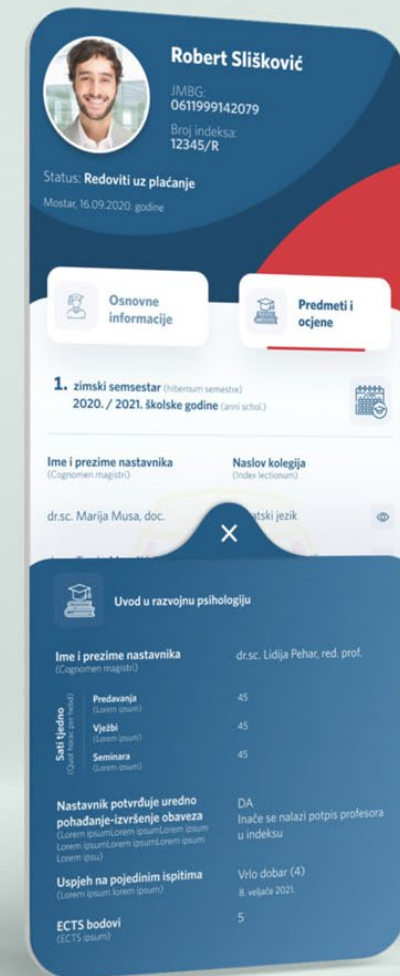 Robert Slišković
JMBG:
0611999142079
Broj indeksa:
12345/R
Status: Redoviti uz plaćanje
Mostar, 16.09.2020. godine
Osnovne
informacije
Predmeti i
ocjene
1. zimski semsestar (hibernum semestre)
2020. / 2021. školske godine (anni schol.)
Ime i prezime nastavnika
(Cognomen magistri)
Naslov kolegija
(Index lectionum)
dr.sc. Marija Musa, doc.
atski jezik
Uvod u razvojnu psihologiju
Ime i prezime nastavnika
(Cognomen magistri)
dr.sc. Lidija Pehar, red. prof.
Sati tjedno
(Quot horas per hebd)
Predavanja
(Lorem ipsum)
45
Vježbi
(Lorem ipsum)
45
Seminara
(Lorem ipsum)
45
Nastavnik potvrđuje uredno
pohađanje-izvršenje obaveza
(Lorem ipsumLorem ipsumLorem ipsum
Lorem ipsumLorem ipsumLorem ipsum
Lorem ipsu)
DA
Inače se nalazi potpis profesora
u indeksu
Uspjeh na pojedinim ispitima
(Lorem ipsum lorem ipsum)
Vrlo dobar (4)
8. veljače 2021.
ECTS bodovi
(ECTS ipsum)
5